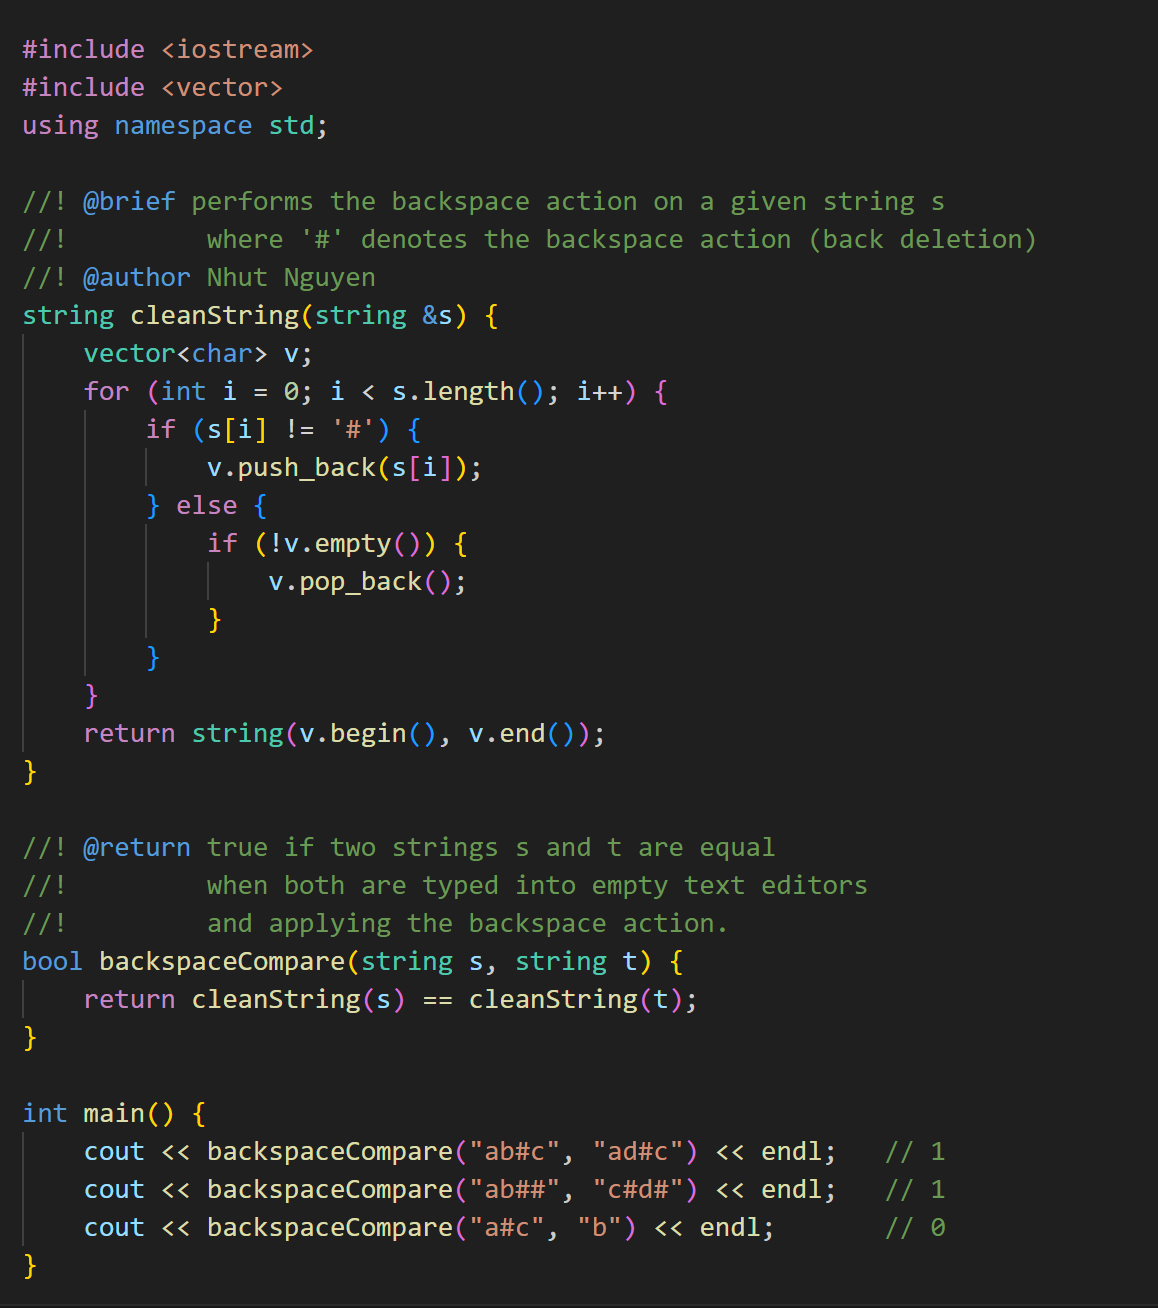 #include <iostream>
#include <vector>
using namespace std;

//! @brief performs the backspace action on a given string s
//!         where '#' denotes the backspace action (back deletion)
//! @author Nhut Nguyen
string cleanString(string &s) {
    vector<char> v;
    for (int i = 0; i < s.length(); i++) {
        if (s[i] != '#') {
            v.push_back(s[i]);
        } else {
            if (!v.empty()) {
                v.pop_back();
            }
        }
    }
    return string(v.begin(), v.end());
}

//! @return true if two strings s and t are equal
//!         when both are typed into empty text editors
//!         and applying the backspace action.
bool backspaceCompare(string s, string t) {
    return cleanString(s) == cleanString(t);
}

int main() {
    cout << backspaceCompare("ab#c", "ad#c") << endl;   // 1
    cout << backspaceCompare("ab##", "c#d#") << endl;   // 1
    cout << backspaceCompare("a#c", "b") << endl;       // 0
}